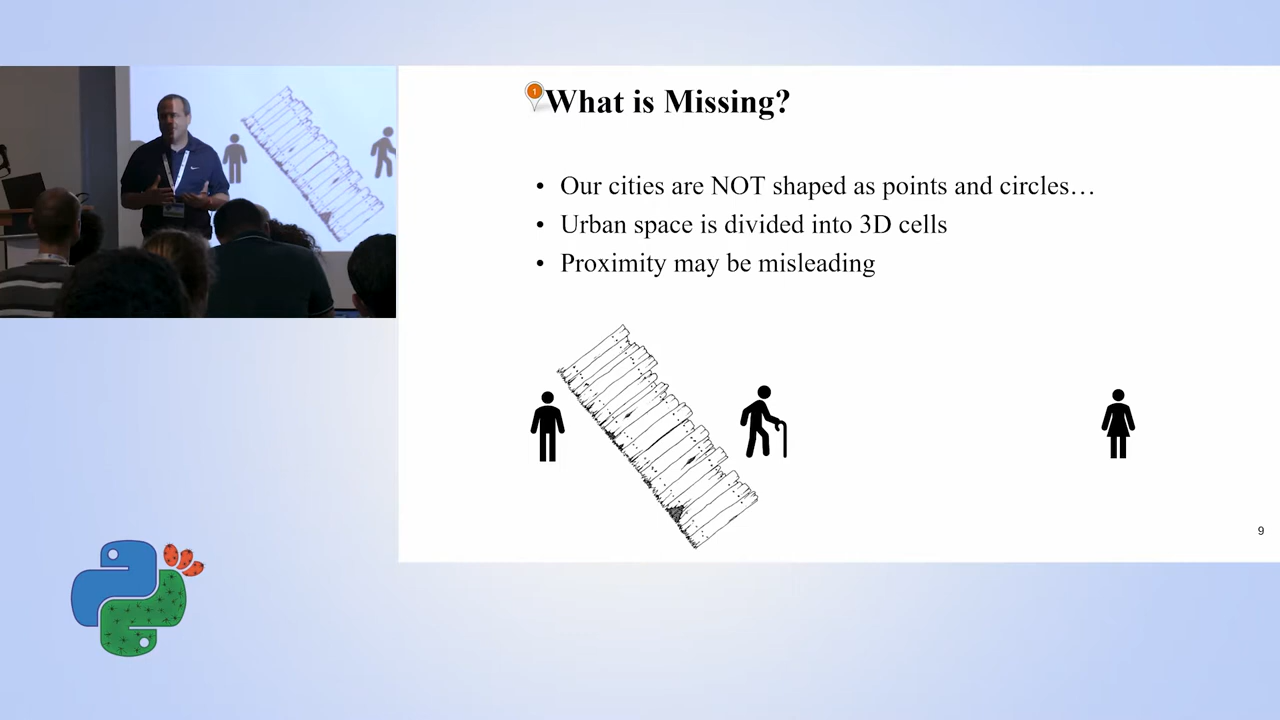 1
What is Missing?
• Our cities are NOT shaped as points and circles…
• Urban space is divided into 3D cells
• Proximity may be misleading
9